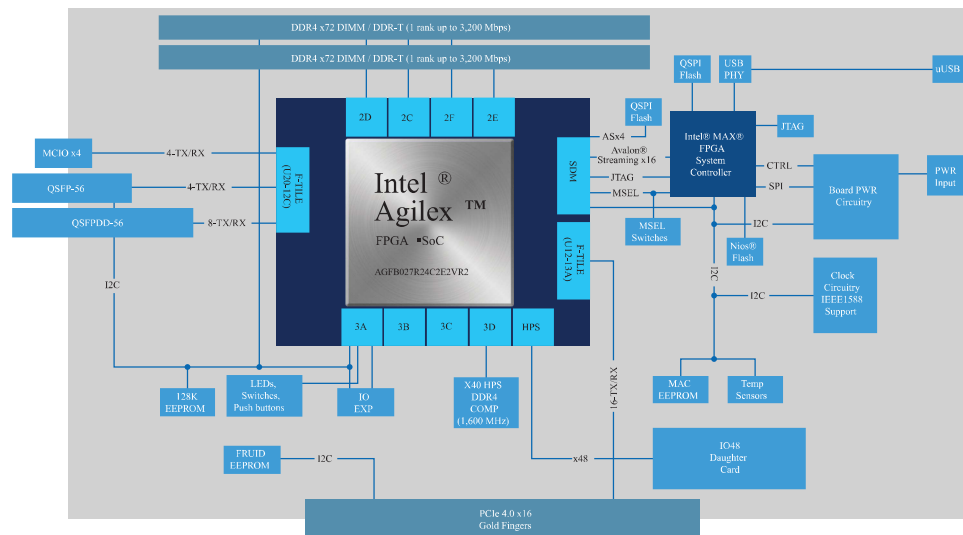 DDR4 x72 DIMM / DDR-T (1 rank up to 3,200 Mbps)
DDR4 x72 DIMM / DDR-T (1 rank up to 3,200 Mbps)
QSPI
Flash
USB
PHY
uUSB
2D
2C
2F
2E
QSPI
Flash
ASx4
Intel® MAX®
FPGA
System
Controller
JTAG
MCIO x4
4-TX/RX
QSFP-56
4-TX/RX
QSFPDD-56
8-TX/RX
F-TILE
(U20-12C)
Intel ®
Agilex ™
FPGA ▪SoC
AGFB027R24C2E2VR2
SDM
Avalon®
Streaming x16
JTAG
MSEL
MSEL
Switches
CTRL
SPI
I2C
Board PWR
Circuitry
PWR
Input
Nios®
Flash
F-TILE
(U12-13A)
I2C
I2C
I2C
Clock
Circuitry
IEEE1588
Support
3A
3B
3C
3D
HPS
128K
EEPROM
LEDs,
Switches,
Push buttons
IO
EXP
X40 HPS
DDR4
COMP
(1,600 MHz)
16-TX/RX
MAC
EEPROM
Temp
Sensors
FRUID
EEPROM
I2C
x48
IO48
Daughter
Card
PCIe 4.0 x16
Gold Fingers